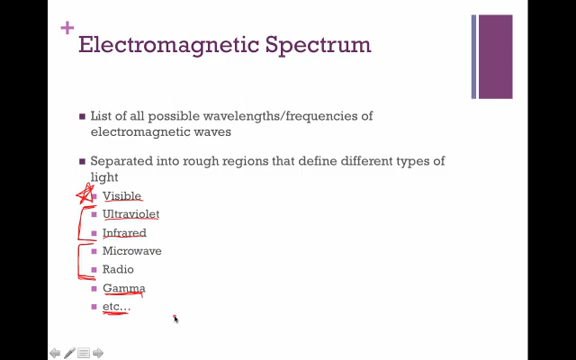 Electromagnetic Spectrum
List of all possible wavelengths/frequencies of
electromagnetic waves
Separated into rough regions that define different types of
light
Visible
Ultraviolet
Infrared
Microwave
Radio
Gamma
etc...